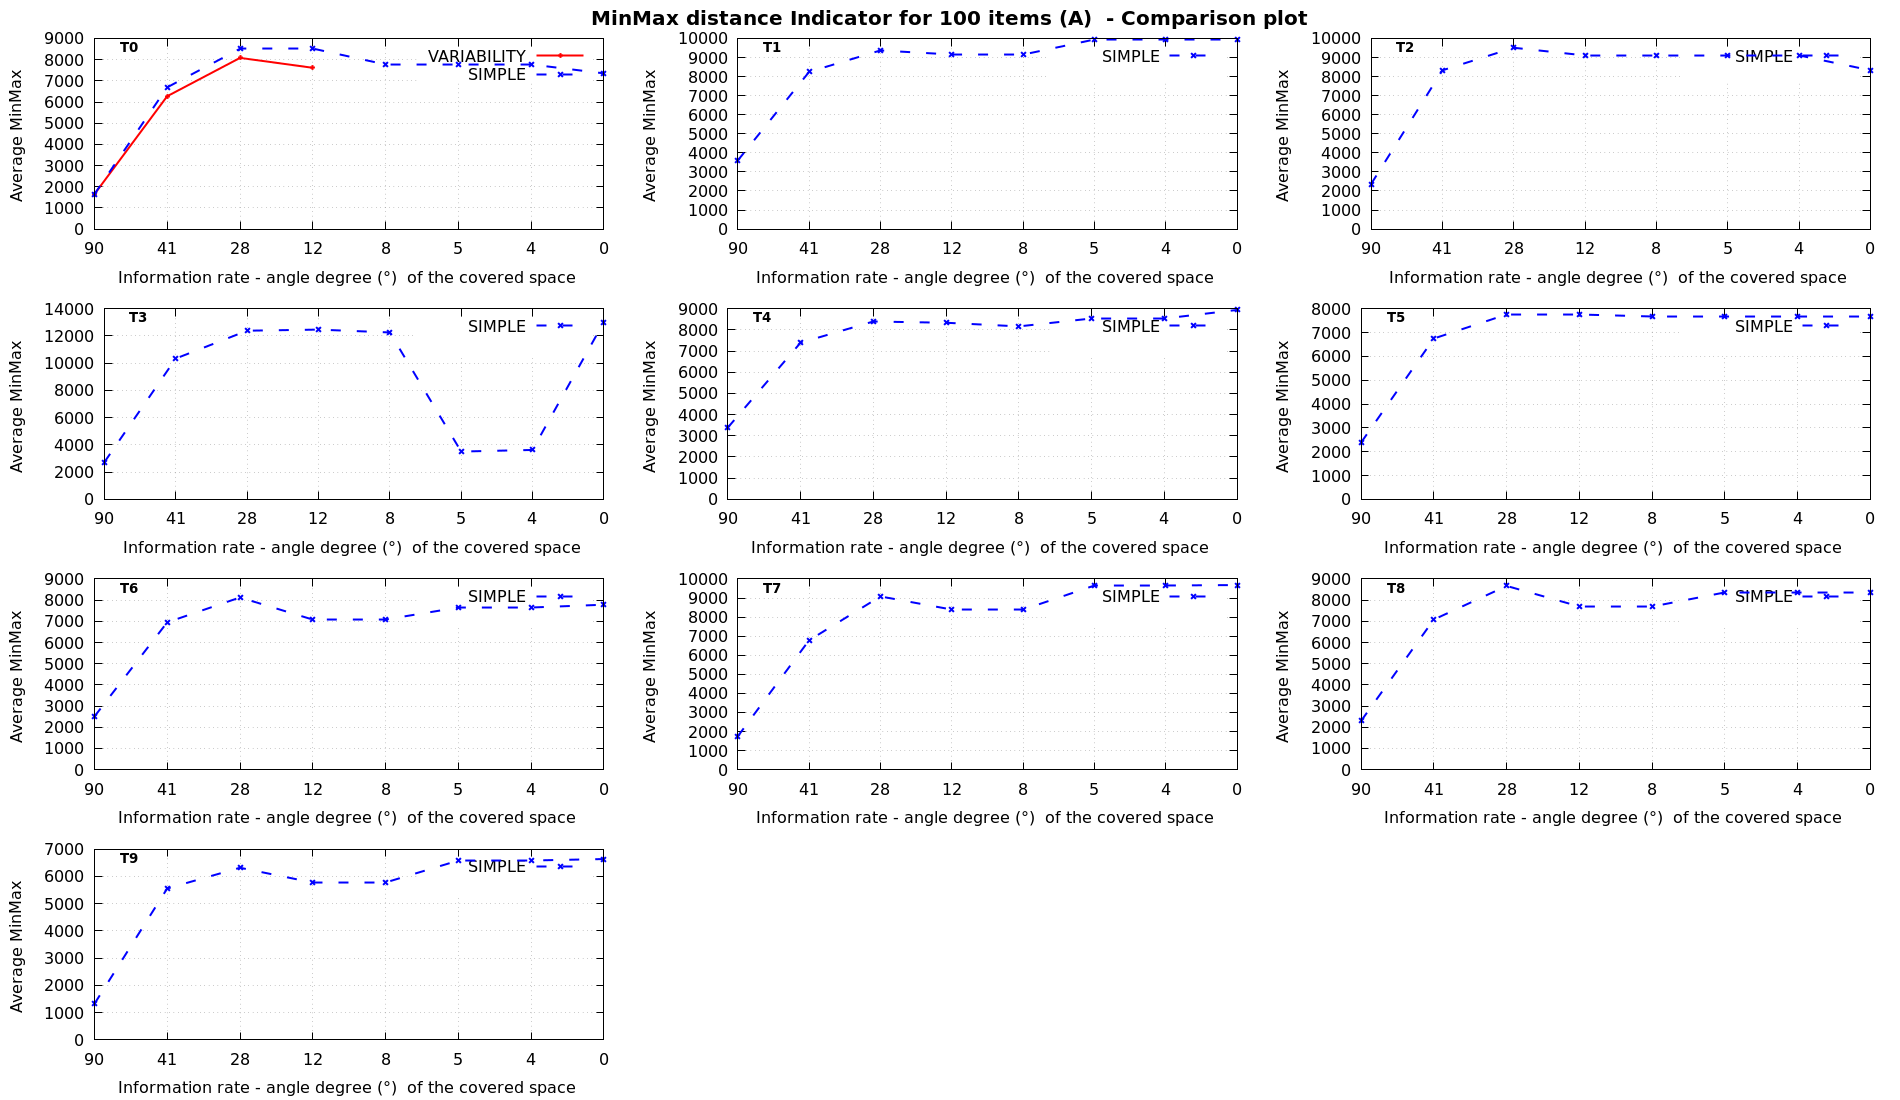 MinMax distance Indicator for 100 items (A) - Comparison plot
T0
VARIABILITY
SIMPLE
Average MinMax
9000
8000
7000
6000
5000
4000
3000
2000
1000
0
90 41 28 12 8 5 4 0
Information rate - angle degree (°) of the covered space
T1
SIMPLE
Average MinMax
10000
9000
8000
7000
6000
5000
4000
3000
2000
1000
0
90 41 28 12 8 5 4 0
Information rate - angle degree (°) of the covered space
T2
SIMPLE
Average MinMax
10000
9000
8000
7000
6000
5000
4000
3000
2000
1000
0
90 41 28 12 8 5 4 0
Information rate - angle degree (°) of the covered space
T3
SIMPLE
Average MinMax
14000
12000
10000
8000
6000
4000
2000
0
90 41 28 12 8 5 4 0
Information rate - angle degree (°) of the covered space
T4
SIMPLE
Average MinMax
9000
8000
7000
6000
5000
4000
3000
2000
1000
0
90 41 28 12 8 5 4 0
Information rate - angle degree (°) of the covered space
T5
SIMPLE
Average MinMax
8000
7000
6000
5000
4000
3000
2000
1000
0
90 41 28 12 8 5 4 0
Information rate - angle degree (°) of the covered space
T6
SIMPLE
Average MinMax
9000
8000
7000
6000
5000
4000
3000
2000
1000
0
90 41 28 12 8 5 4 0
Information rate - angle degree (°) of the covered space
T7
SIMPLE
Average MinMax
10000
9000
8000
7000
6000
5000
4000
3000
2000
1000
0
90 41 28 12 8 5 4 0
Information rate - angle degree (°) of the covered space
T8
SIMPLE
Average MinMax
9000
8000
7000
6000
5000
4000
3000
2000
1000
0
90 41 28 12 8 5 4 0
Information rate - angle degree (°) of the covered space
T9
SIMPLE
Average MinMax
7000
6000
5000
4000
3000
2000
1000
0
90 41 28 12 8 5 4 0
Information rate - angle degree (°) of the covered space